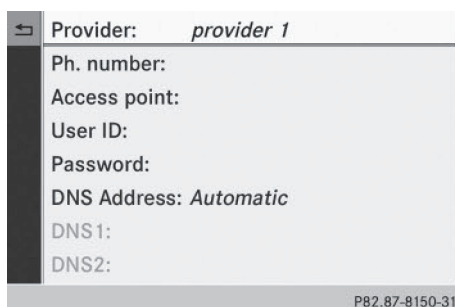 Provider: provider 1
Ph. number:
Access point:
User ID:
Password:
DNS Address: Automatic
DNS1:
DNS2:
P82.87-8150-31